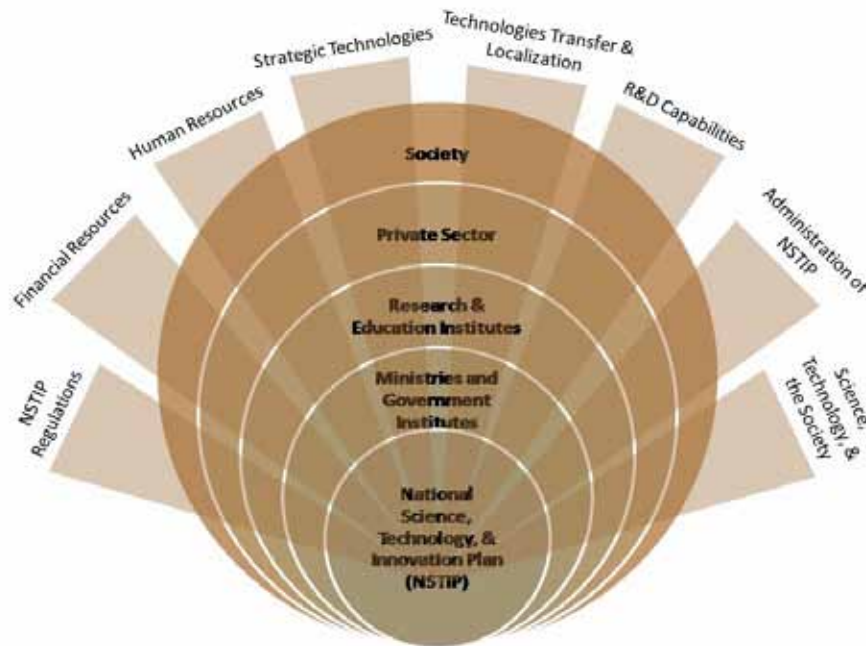 Strategic Technologies
Technologies Transfer &
Localization
Human Resources
R&D Capabilities
Financial Resources
Administration of
NSTIP
NSTIP
Regulations
Science,
Technology, &
the Society
Society
Private Sector
Research &
Education Institutes
Ministries and
Government
Institutes
National
Science,
Technology, &
Innovation Plan
(NSTIP)